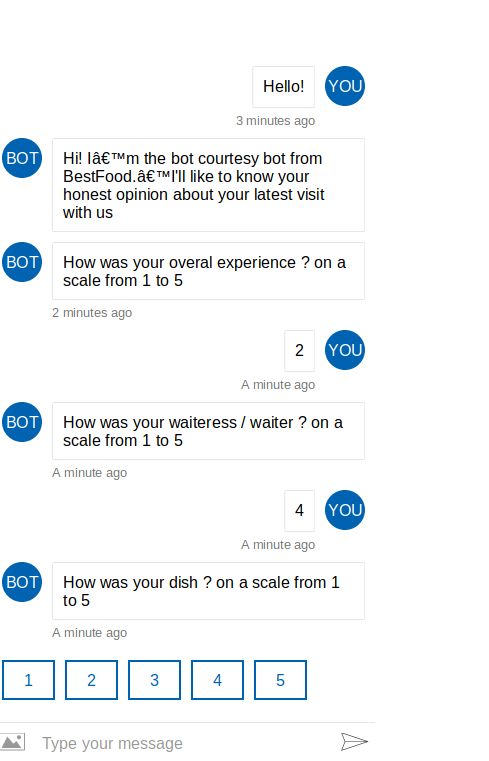 Hello!
YOU
3 minutes ago
BOT
Hi! Iâ€™m the bot courtesy bot from
BestFood.â€™I'll like to know your
honest opinion about your latest visit
with us
BOT
How was your overal experience ? on a
scale from 1 to 5
2 minutes ago
2
YOU
A minute ago
BOT
How was your waiteress / waiter ? on a
scale from 1 to 5
A minute ago
4
YOU
A minute ago
BOT
How was your dish ? on a scale from 1
to 5
A minute ago
1 2 3 4 5
Type your message